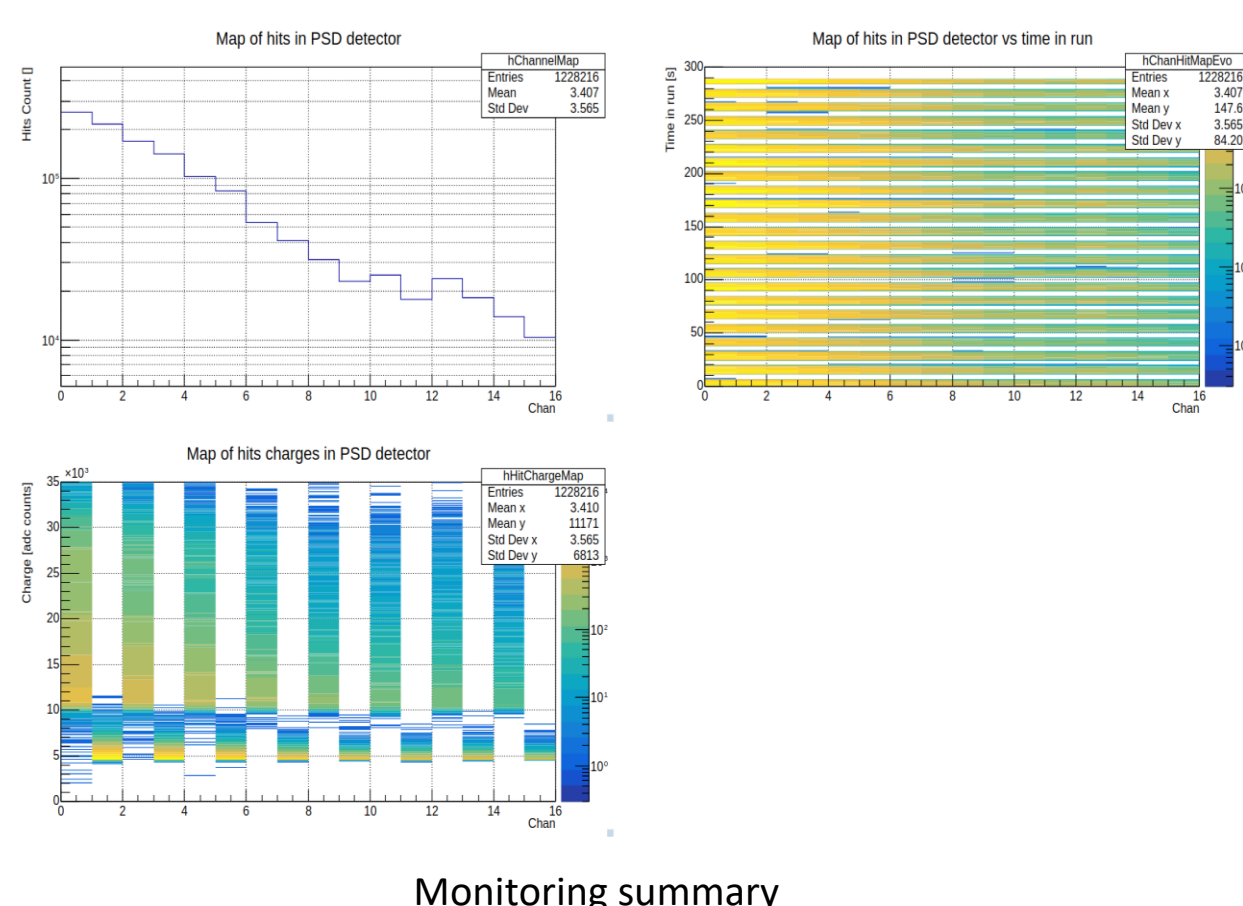 Map of hits in PSD detector
hChannelMap
Entries 1228216
Mean 3.407
Std Dev 3.565
Hits Count []
10⁵
10⁴
0 2 4 6 8 10 12 14 16
Chan
Map of hits in PSD detector vs time in run
hChanHitMapEvo
Entries 1228216
Mean x 3.407
Mean y 147.6
Std Dev x 3.565
Std Dev y 84.20
Time in run [s]
300
250
200
150
100
50
0
0 2 4 6 8 10 12 14 16
Chan
Map of hits charges in PSD detector
hHitChargeMap
Entries 1228216
Mean x 3.410
Mean y 11171
Std Dev x 3.565
Std Dev y 6813
Charge [adc counts]
×10³
35
30
25
20
15
10
5
0
10²
10¹
10⁰
0 2 4 6 8 10 12 14 16
Chan
Monitoring summary